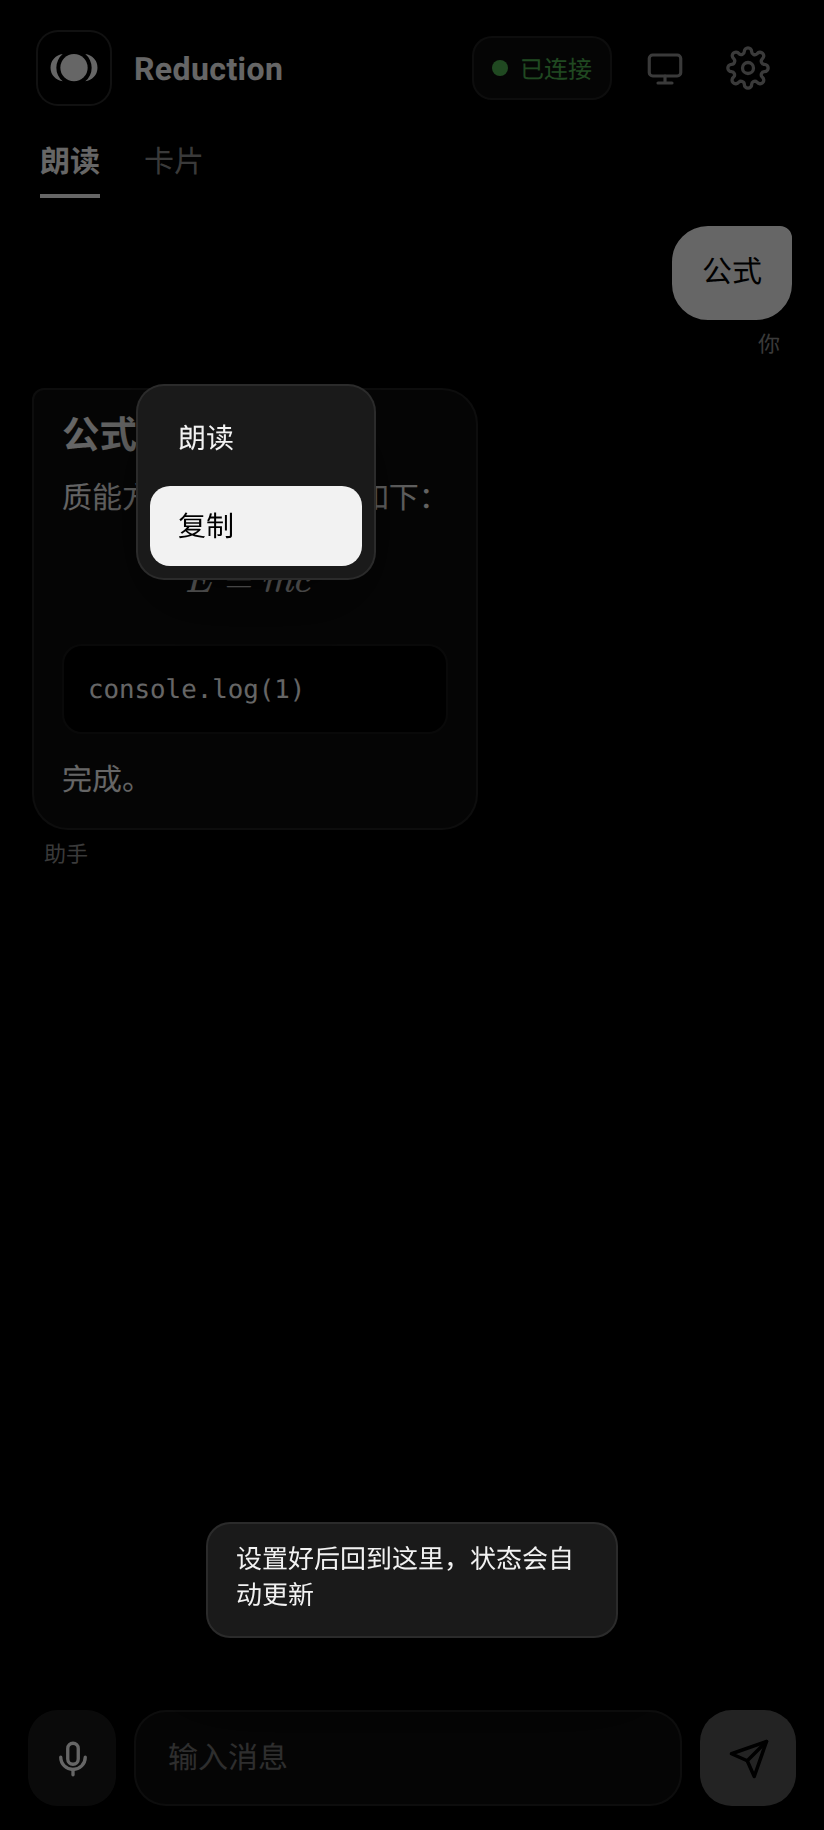 Reduction
已连接
朗读
卡片
公式
你
公式
朗读
复制
如下：
E = mc
console.log(1)
完成。
助手
设置好后回到这里，状态会自
动更新
输入消息